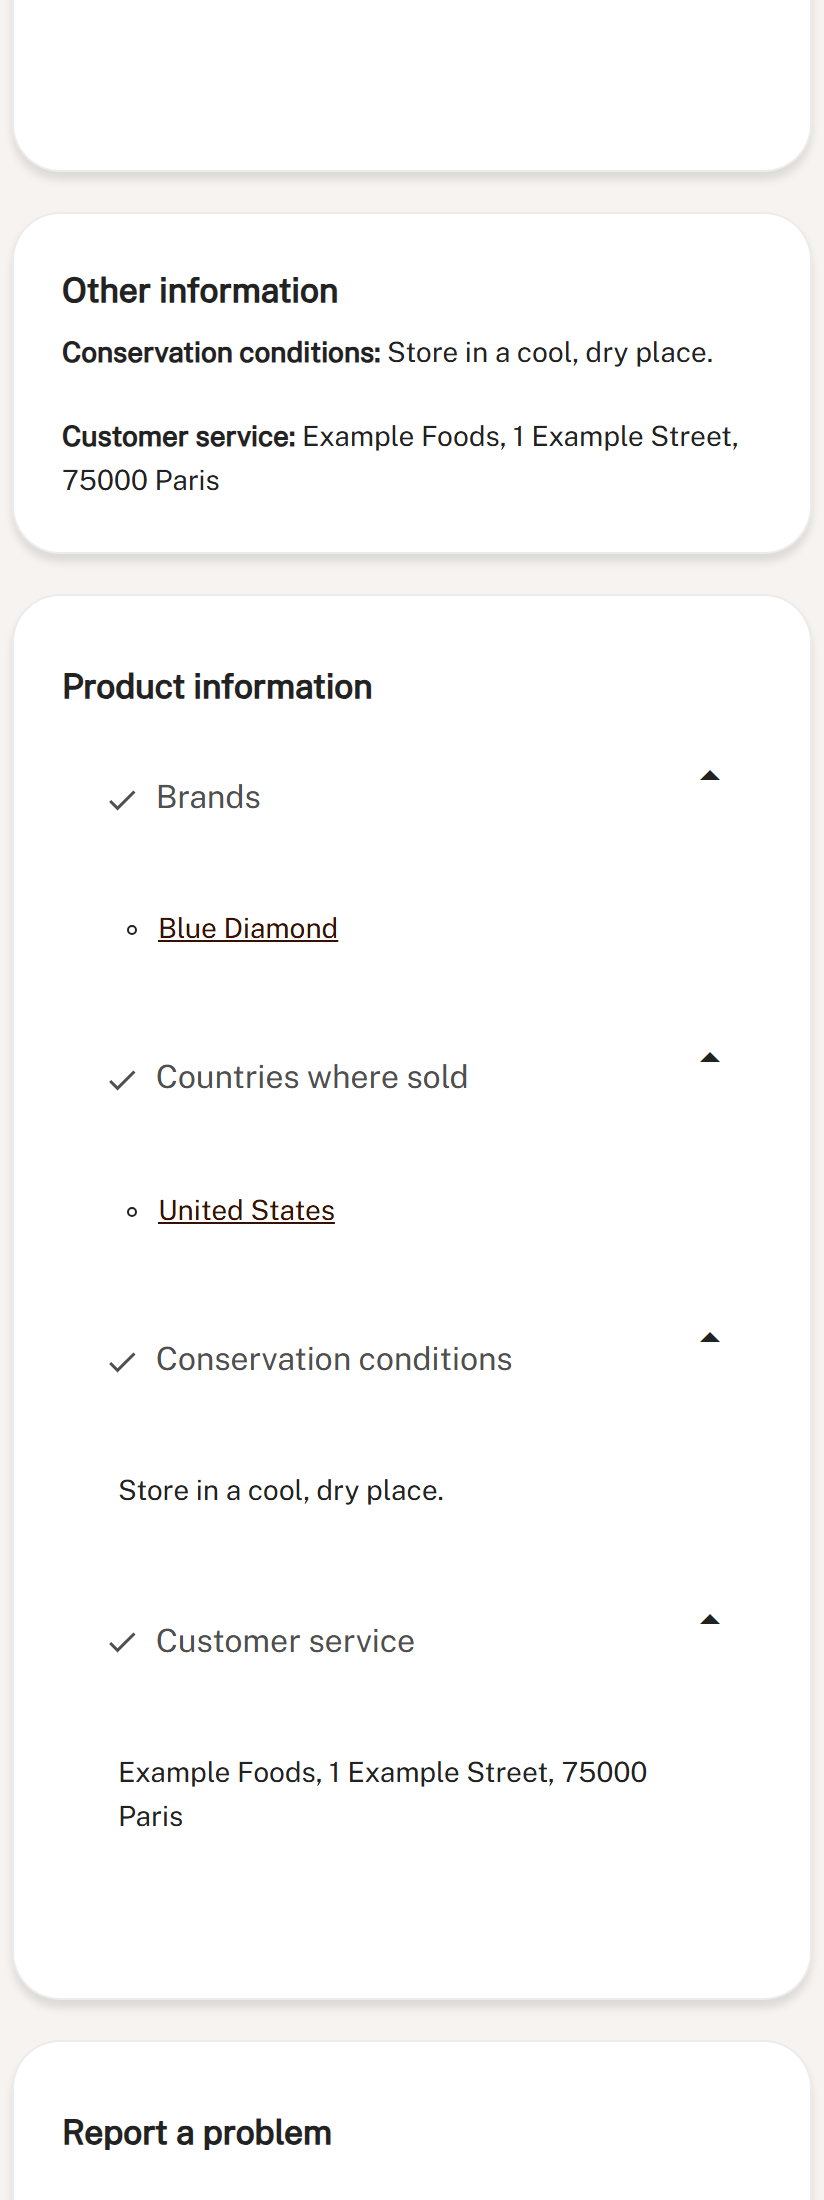 Other information
Conservation conditions: Store in a cool, dry place.
Customer service: Example Foods, 1 Example Street,
75000 Paris
Product information
Brands
Blue Diamond
Countries where sold
United States
Conservation conditions
Store in a cool, dry place.
Customer service
Example Foods, 1 Example Street, 75000
Paris
Report a problem